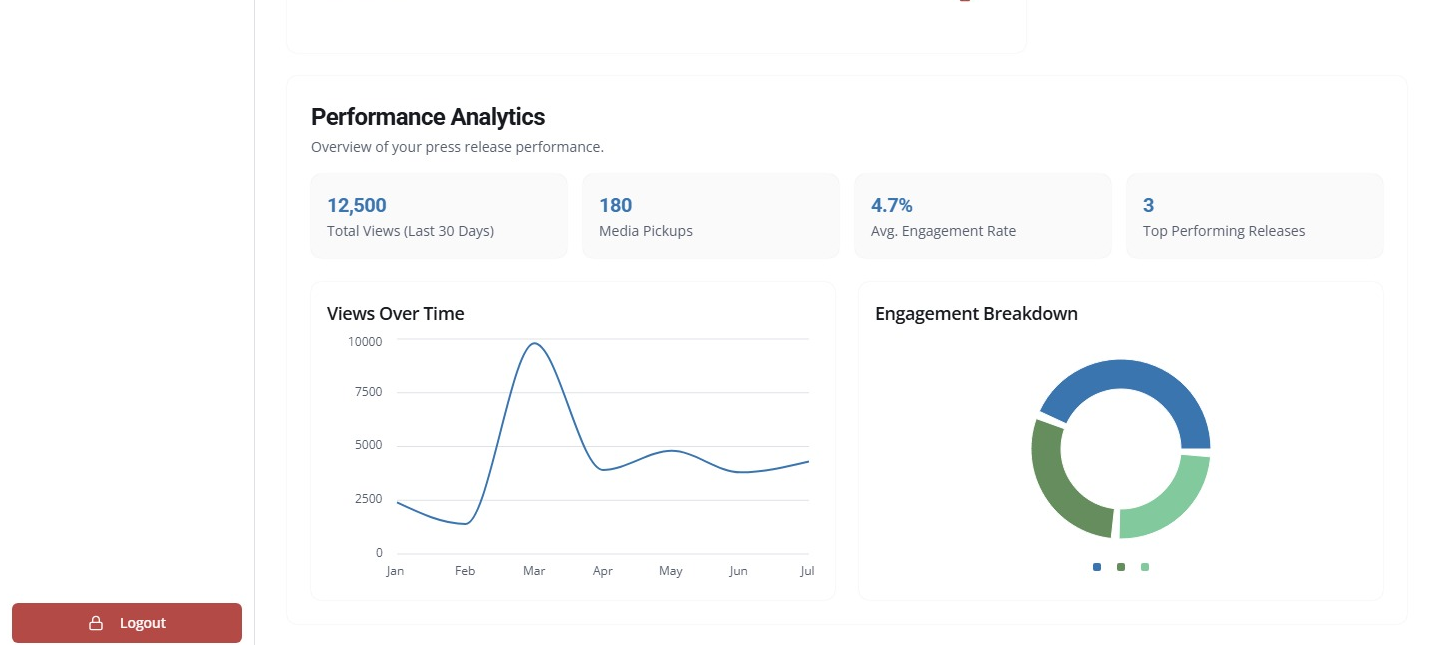 Performance Analytics
Overview of your press release performance.
12,500
Total Views (Last 30 Days)
180
Media Pickups
4.7%
Avg. Engagement Rate
3
Top Performing Releases
Views Over Time
10000
7500
5000
2500
0
Jan Feb Mar Apr May Jun Jul
Engagement Breakdown
Logout